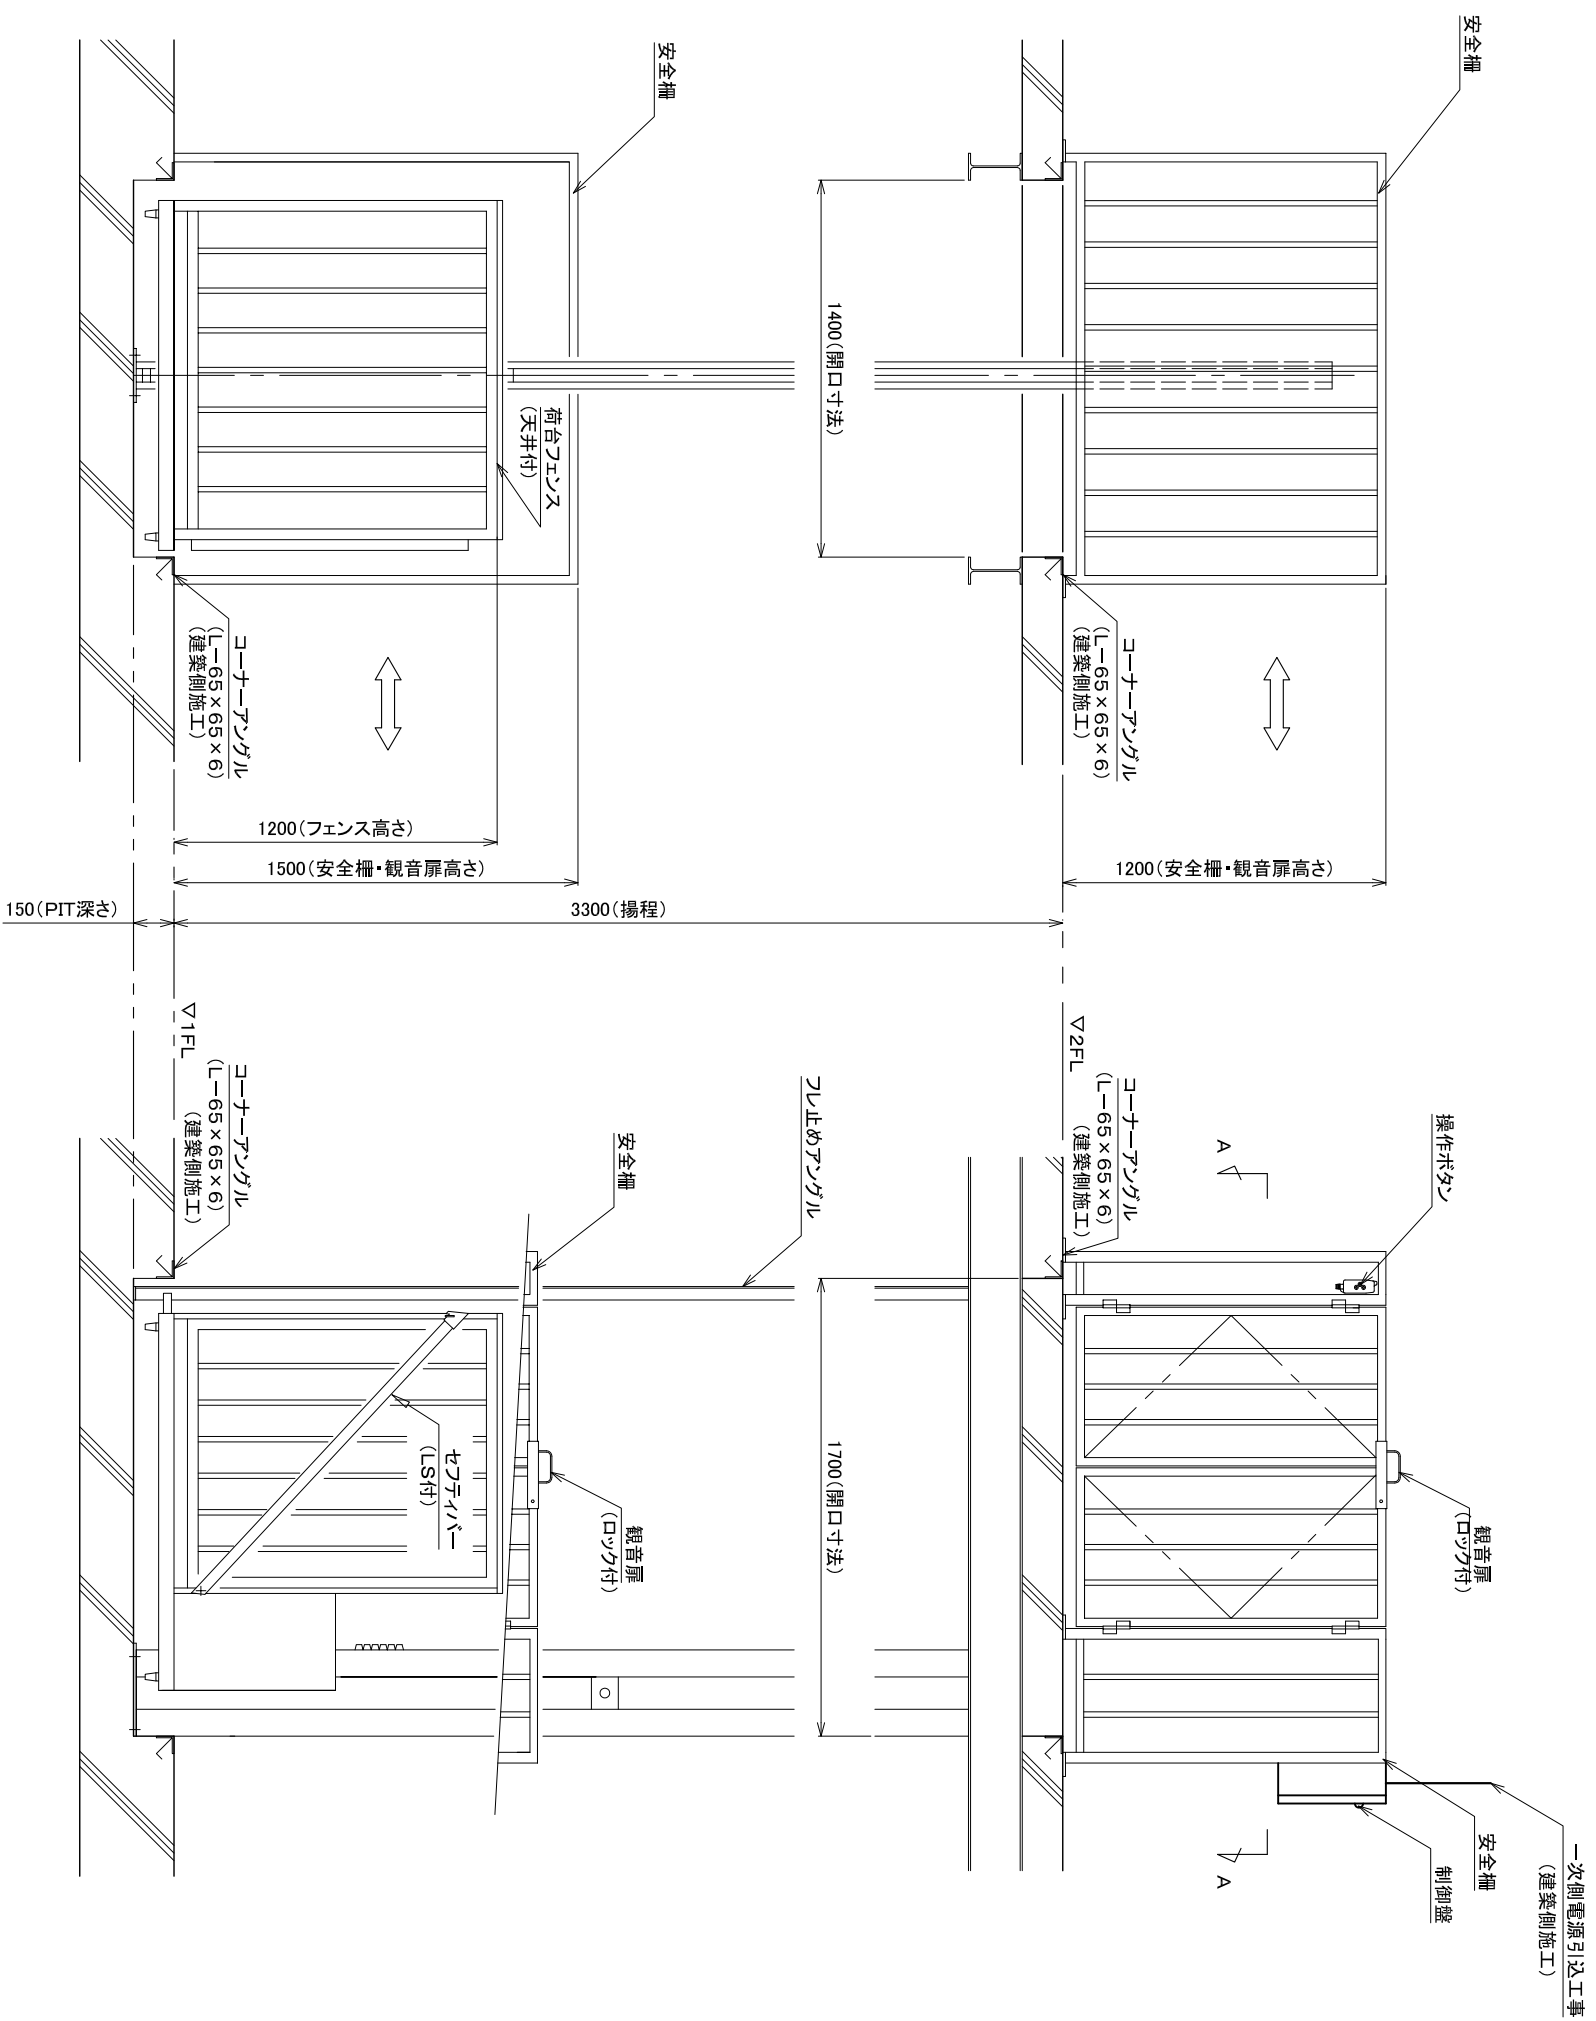 安全柵
操作ボタン
観音扉
(ロック付)
一次側電源引込工事
(建築側施工)
安全柵
制御盤
1200(安全柵・観音扉高さ)
A
A
コーナーアングル
(L－65×65×6)
(建築側施工)
▽2FL
コーナーアングル
(L－65×65×6)
(建築側施工)
1400(開口寸法)
1700(開口寸法)
フレ止めアングル
3300(揚程)
安全柵
安全柵
観音扉
(ロック付)
荷台フェンス
(天井付)
セフティバー
(LS付)
1500(安全柵・観音扉高さ)
1200(フェンス高さ)
コーナーアングル
(L－65×65×6)
(建築側施工)
▽1FL
コーナーアングル
(L－65×65×6)
(建築側施工)
150(PIT深さ)